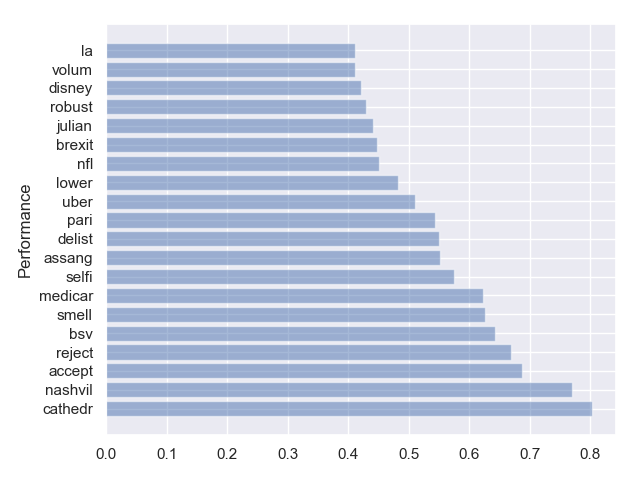 la
volum
disney
robust
julian
brexit
nfl
lower
uber
pari
delist
assang
selfi
medicar
smell
bsv
reject
accept
nashvil
cathedr
Performance
0.0 0.1 0.2 0.3 0.4 0.5 0.6 0.7 0.8